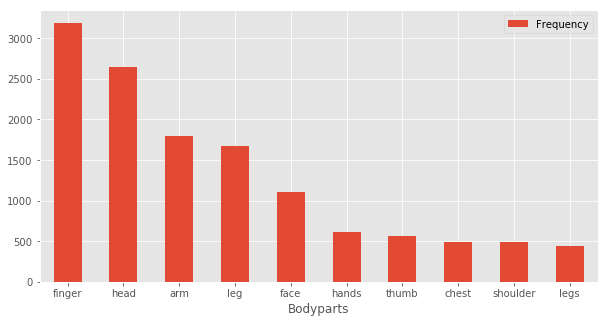 Frequency
3000
2500
2000
1500
1000
500
0
finger head arm leg face hands thumb chest shoulder legs
Bodyparts